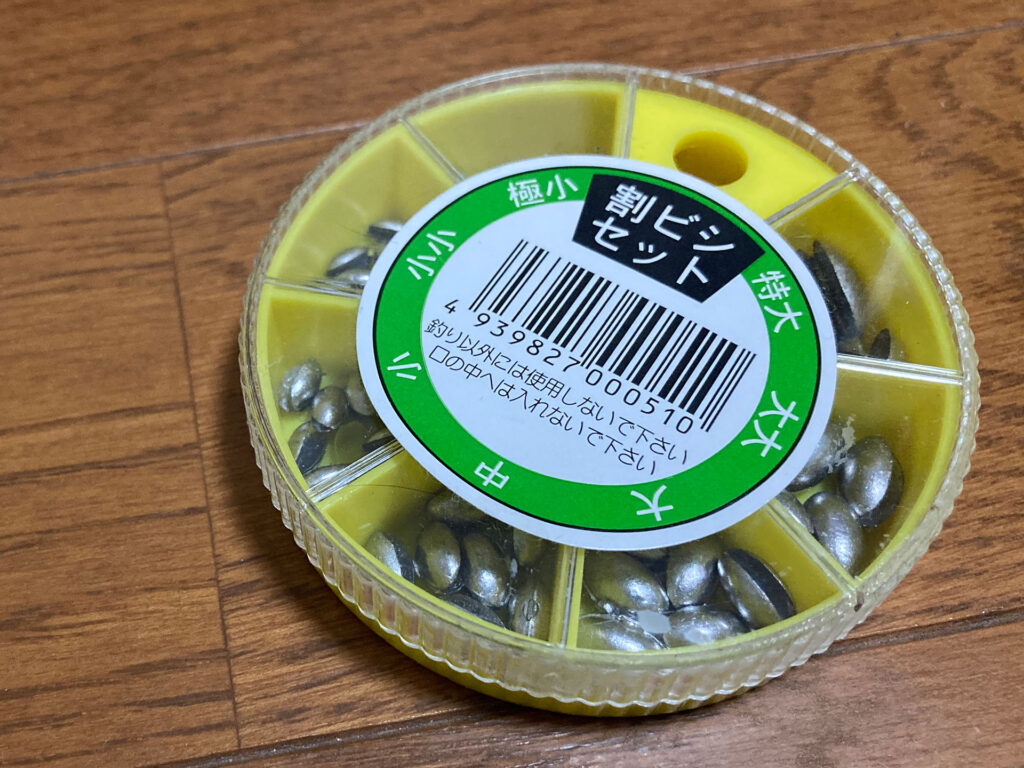 割ビシ
セット
極小
小小
小
中
大
大大
特大
4 939827 000510
釣り以外には使用しないで下さい
口の中へは入れないで下さい